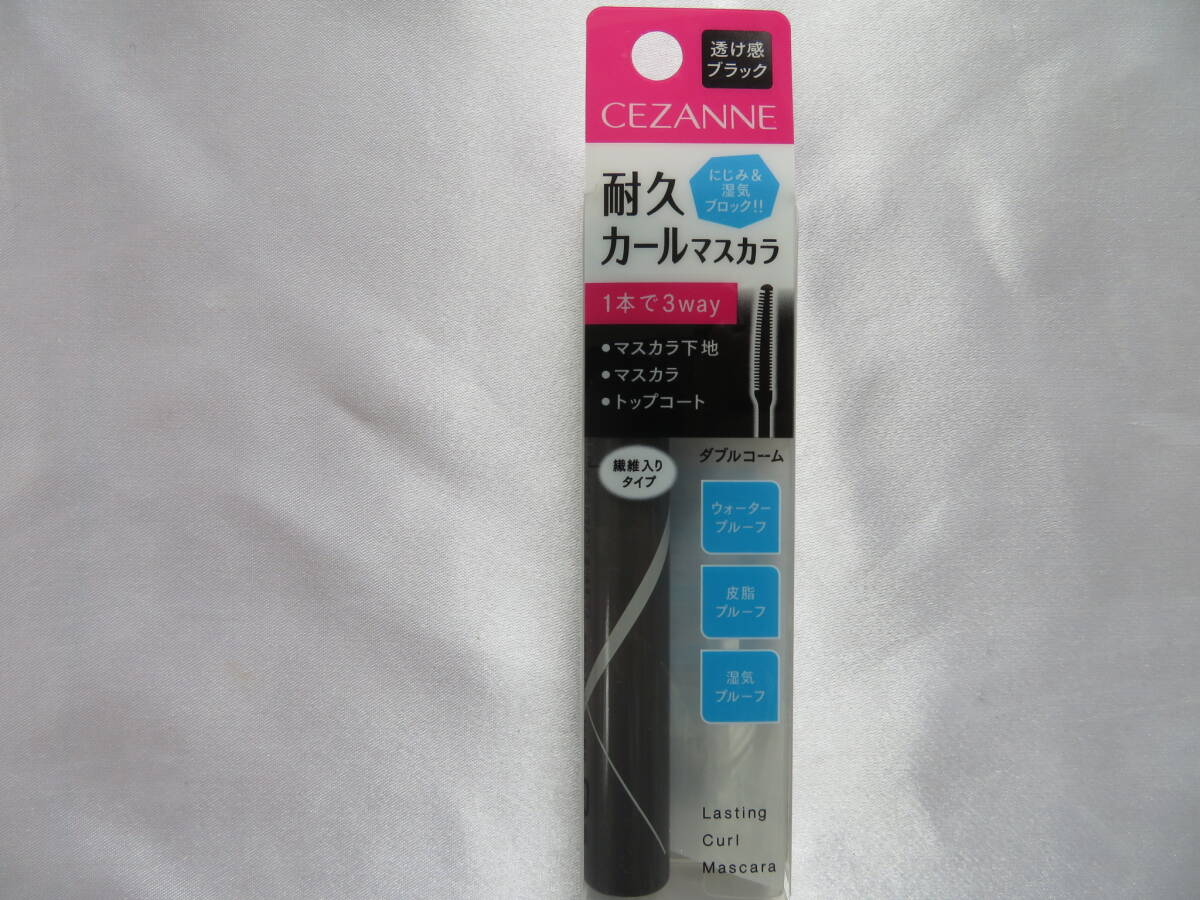 透け感
ブラック
CEZANNE
にじみ&
湿気
ブロック!!
耐久
カールマスカラ
1本で3way
●マスカラ下地
●マスカラ
●トップコート
ダブルコーム
繊維入り
タイプ
ウォーター
プルーフ
皮脂
プルーフ
湿気
プルーフ
Lasting
Curl
Mascara